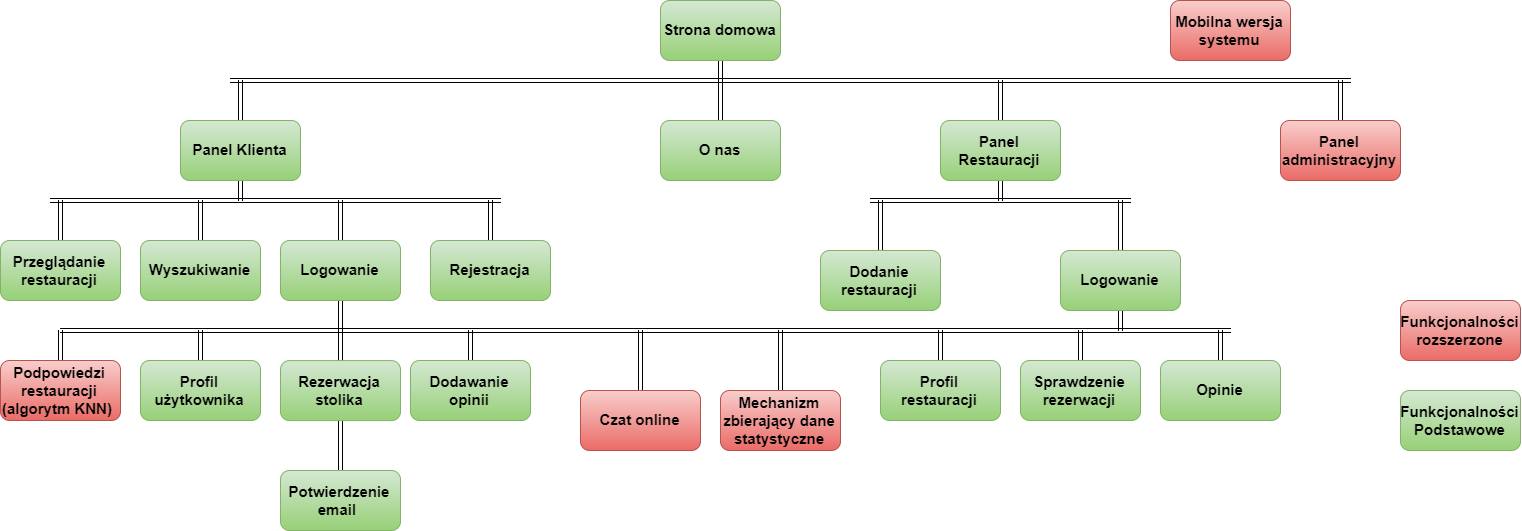 Strona domowa
Mobilna wersja
systemu
Panel Klienta
O nas
Panel
Restauracji
Panel
administracyjny
Przeglądanie
restauracji
Wyszukiwanie
Logowanie
Rejestracja
Dodanie
restauracji
Logowanie
Funkcjonalności
rozszerzone
Podpowiedzi
restauracji
(algorytm KNN)
Profil
użytkownika
Rezerwacja
stolika
Dodawanie
opinii
Czat online
Mechanizm
zbierający dane
statystyczne
Profil
restauracji
Sprawdzenie
rezerwacji
Opinie
Funkcjonalności
Podstawowe
Potwierdzenie
email